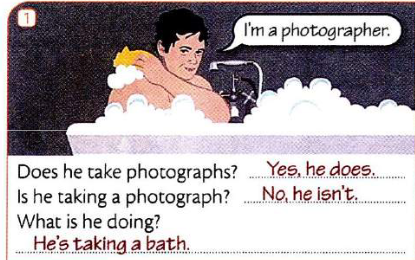 1
I'm a photographer.
Does he take photographs? Yes, he does.
Is he taking a photograph? No, he isn't.
What is he doing?
He's taking a bath.